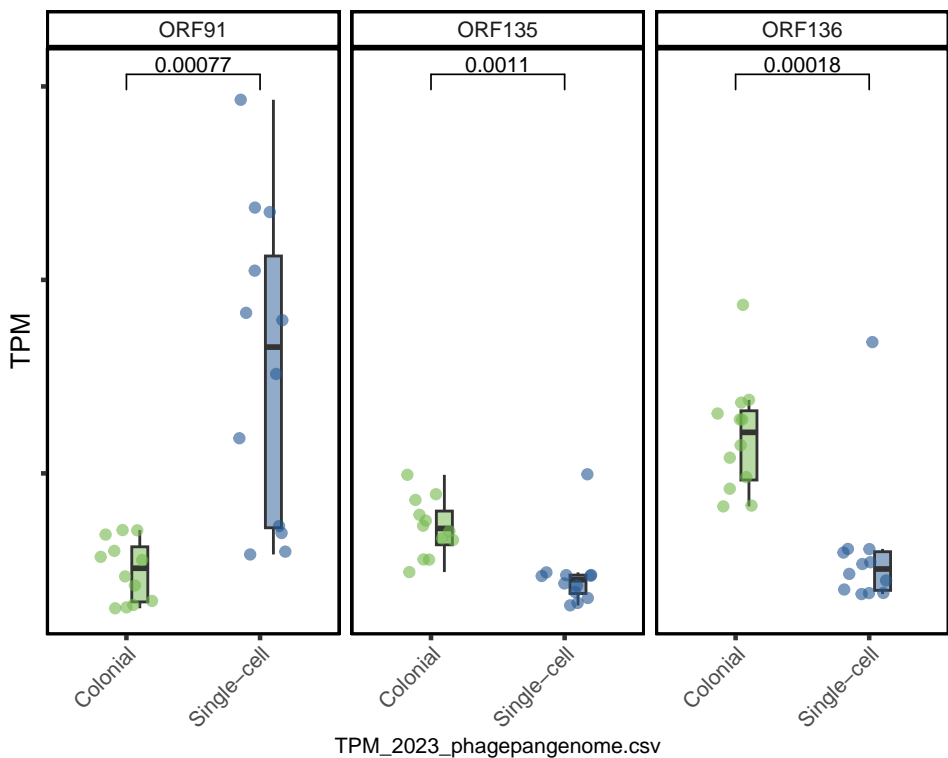 ORF91 ORF135 ORF136
0.00077 0.0011 0.00018
TPM
Colonial Single−cell Colonial Single−cell Colonial Single−cell
TPM_2023_phagepangenome.csv